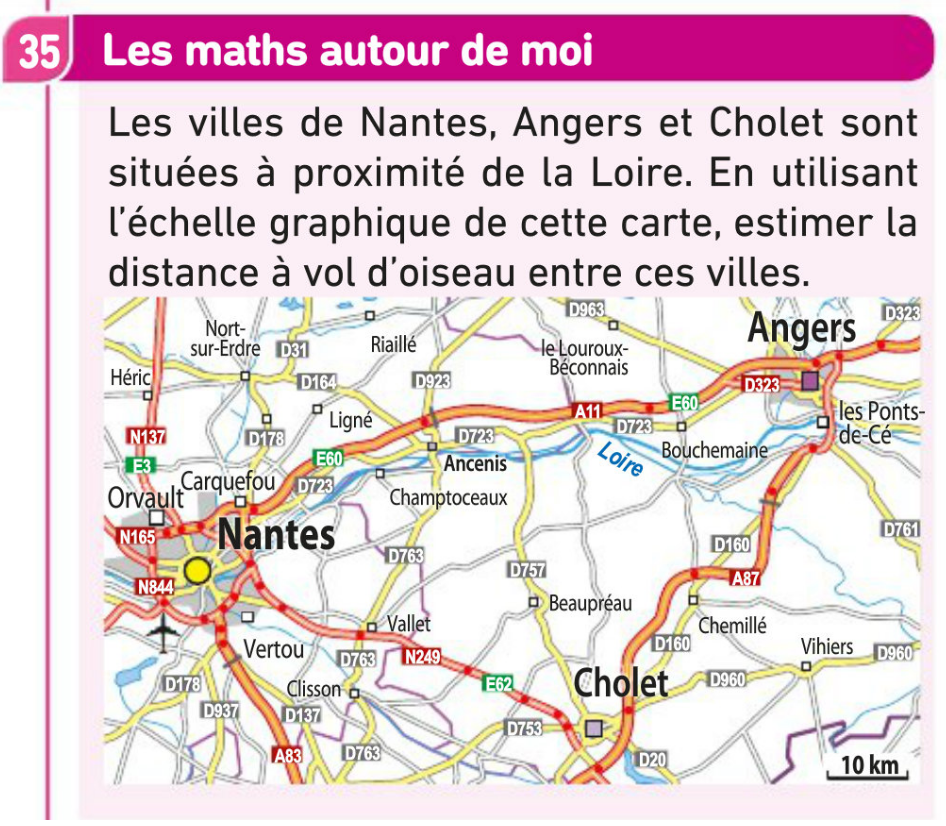 35 Les maths autour de moi
Les villes de Nantes, Angers et Cholet sont
situées à proximité de la Loire. En utilisant
l'échelle graphique de cette carte, estimer la
distance à vol d'oiseau entre ces villes.
D963
D323
Angers
Nort-
sur-Erdre
D31
Riaillé
le Louroux-
Béconnais
Héric
D164
D923
D323
E60
A11
Ligné
les Ponts-
de-Cé
N137
D178
D723
D723
E3
E60
Ancenis
Loire
Bouchemaine
Carquefou
D723
Orvault
Champtoceaux
N165
Nantes
D761
D763
D160
D757
A87
N844
Beaupréau
Vallet
Chemillé
Vertou
D763
N249
D160
Vihiers
D960
D178
Clisson
E62
Cholet
D960
D937
D137
D753
A83
D763
D20
10 km